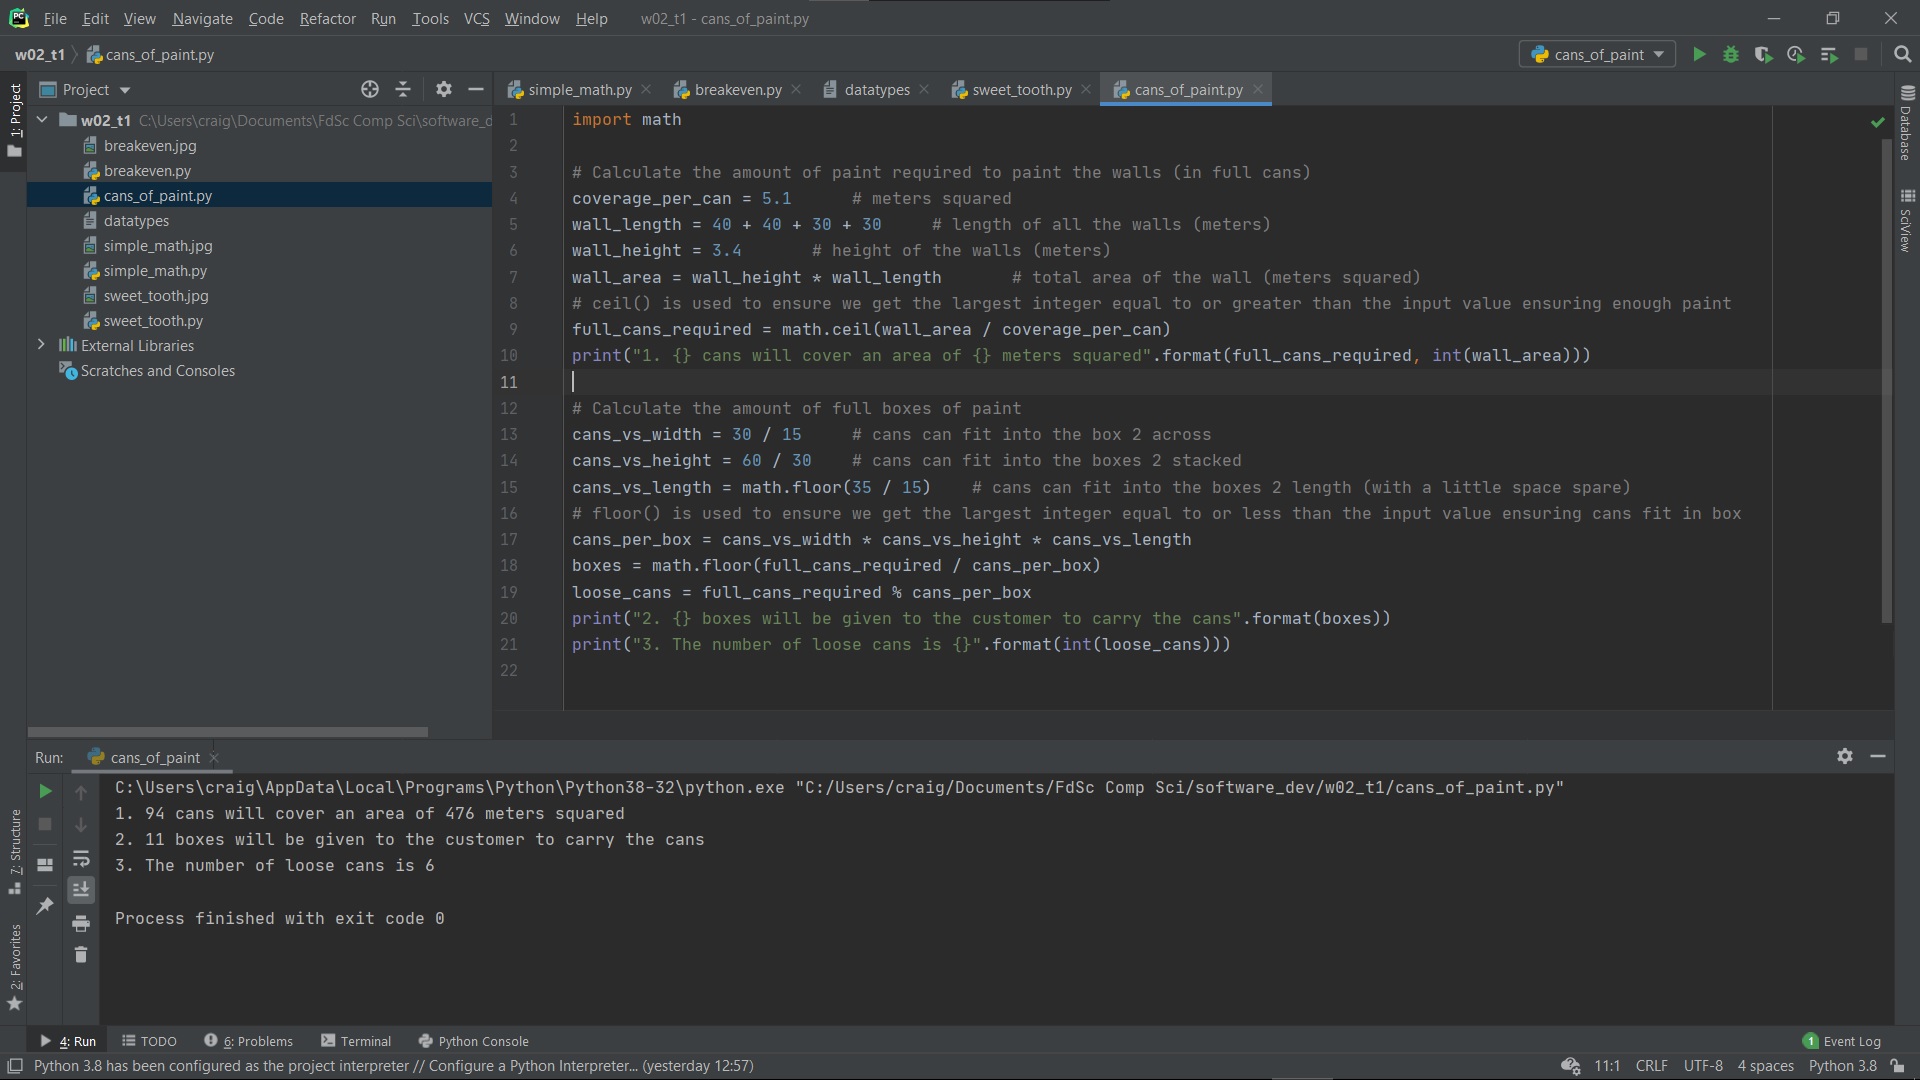 File Edit View Navigate Code Refactor Run Tools VCS Window Help w02_t1 - cans_of_paint.py
w02_t1 cans_of_paint.py cans_of_paint
Project simple_math.py breakeven.py datatypes sweet_tooth.py cans_of_paint.py
1: Project
w02_t1 C:\Users\craig\Documents\FdSc Comp Sci\software_d
breakeven.jpg
breakeven.py
cans_of_paint.py
datatypes
simple_math.jpg
simple_math.py
sweet_tooth.jpg
sweet_tooth.py
External Libraries
Scratches and Consoles
1 import math
2
3 # Calculate the amount of paint required to paint the walls (in full cans)
4 coverage_per_can = 5.1 # meters squared
5 wall_length = 40 + 40 + 30 + 30 # length of all the walls (meters)
6 wall_height = 3.4 # height of the walls (meters)
7 wall_area = wall_height * wall_length # total area of the wall (meters squared)
8 # ceil() is used to ensure we get the largest integer equal to or greater than the input value ensuring enough paint
9 full_cans_required = math.ceil(wall_area / coverage_per_can)
10 print("1. {} cans will cover an area of {} meters squared".format(full_cans_required, int(wall_area)))
11
12 # Calculate the amount of full boxes of paint
13 cans_vs_width = 30 / 15 # cans can fit into the box 2 across
14 cans_vs_height = 60 / 30 # cans can fit into the boxes 2 stacked
15 cans_vs_length = math.floor(35 / 15) # cans can fit into the boxes 2 length (with a little space spare)
16 # floor() is used to ensure we get the largest integer equal to or less than the input value ensuring cans fit in box
17 cans_per_box = cans_vs_width * cans_vs_height * cans_vs_length
18 boxes = math.floor(full_cans_required / cans_per_box)
19 loose_cans = full_cans_required % cans_per_box
20 print("2. {} boxes will be given to the customer to carry the cans".format(boxes))
21 print("3. The number of loose cans is {}".format(int(loose_cans)))
22
Database
SciView
Run: cans_of_paint
C:\Users\craig\AppData\Local\Programs\Python\Python38-32\python.exe "C:/Users/craig/Documents/FdSc Comp Sci/software_dev/w02_t1/cans_of_paint.py"
1. 94 cans will cover an area of 476 meters squared
2. 11 boxes will be given to the customer to carry the cans
3. The number of loose cans is 6
Process finished with exit code 0
7: Structure
2: Favorites
4: Run TODO 6: Problems Terminal Python Console 1 Event Log
Python 3.8 has been configured as the project interpreter // Configure a Python Interpreter... (yesterday 12:57) 11:1 CRLF UTF-8 4 spaces Python 3.8